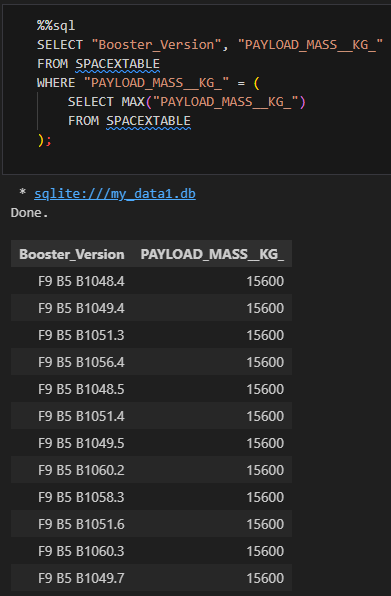 %%sql
SELECT "Booster_Version", "PAYLOAD_MASS__KG_"
FROM SPACEXTABLE
WHERE "PAYLOAD_MASS__KG_" = (
    SELECT MAX("PAYLOAD_MASS__KG_")
    FROM SPACEXTABLE
);
* sqlite:///my_data1.db
Done.
Booster_Version PAYLOAD_MASS__KG_
F9 B5 B1048.4 15600
F9 B5 B1049.4 15600
F9 B5 B1051.3 15600
F9 B5 B1056.4 15600
F9 B5 B1048.5 15600
F9 B5 B1051.4 15600
F9 B5 B1049.5 15600
F9 B5 B1060.2 15600
F9 B5 B1058.3 15600
F9 B5 B1051.6 15600
F9 B5 B1060.3 15600
F9 B5 B1049.7 15600